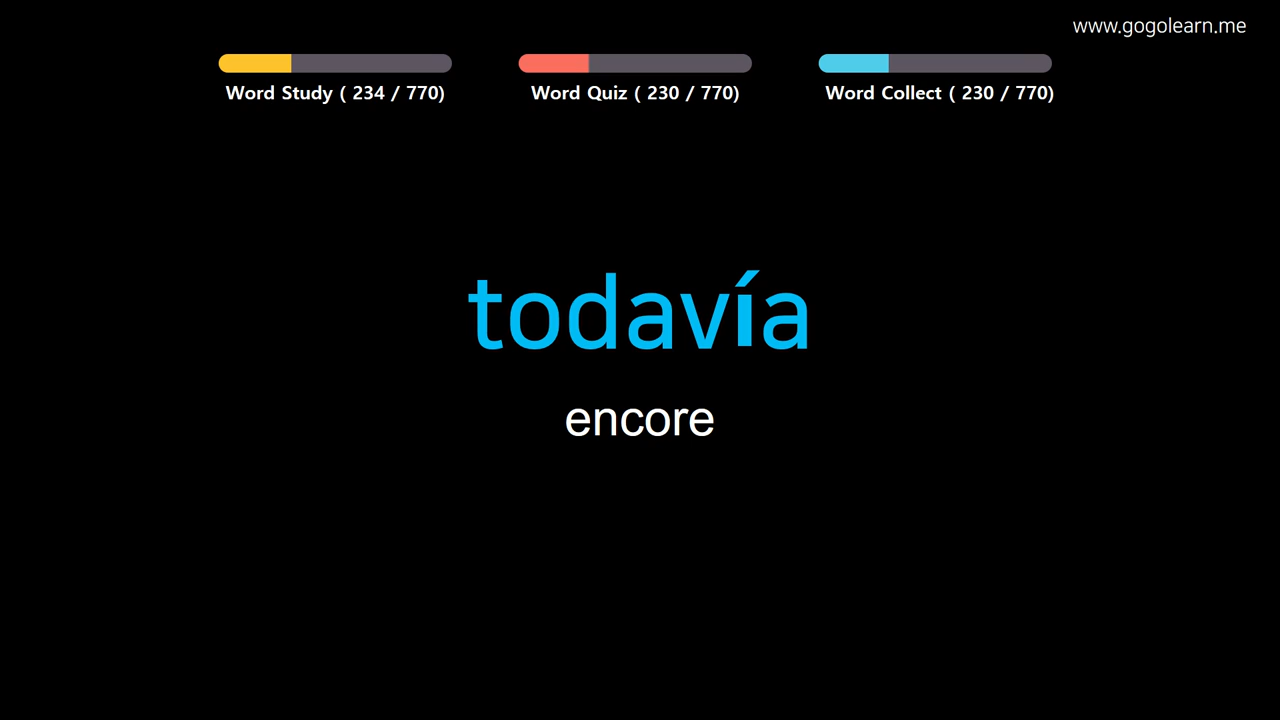 www.gogolearn.me
Word Study ( 234 / 770)
Word Quiz ( 230 / 770)
Word Collect ( 230 / 770)
todavía
encore